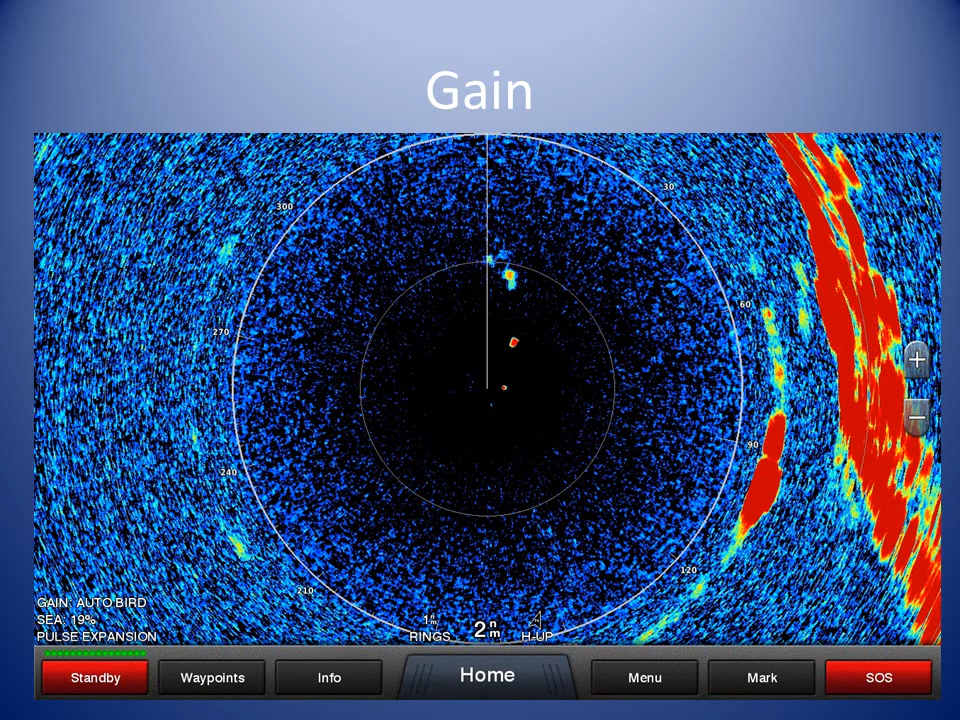 Gain
30
300
60
270
+
−
90
240
120
210
GAIN: AUTO BIRD
SEA: 19%
PULSE EXPANSION
1nm
RINGS
2nm
H-UP
Standby
Waypoints
Info
Home
Menu
Mark
SOS